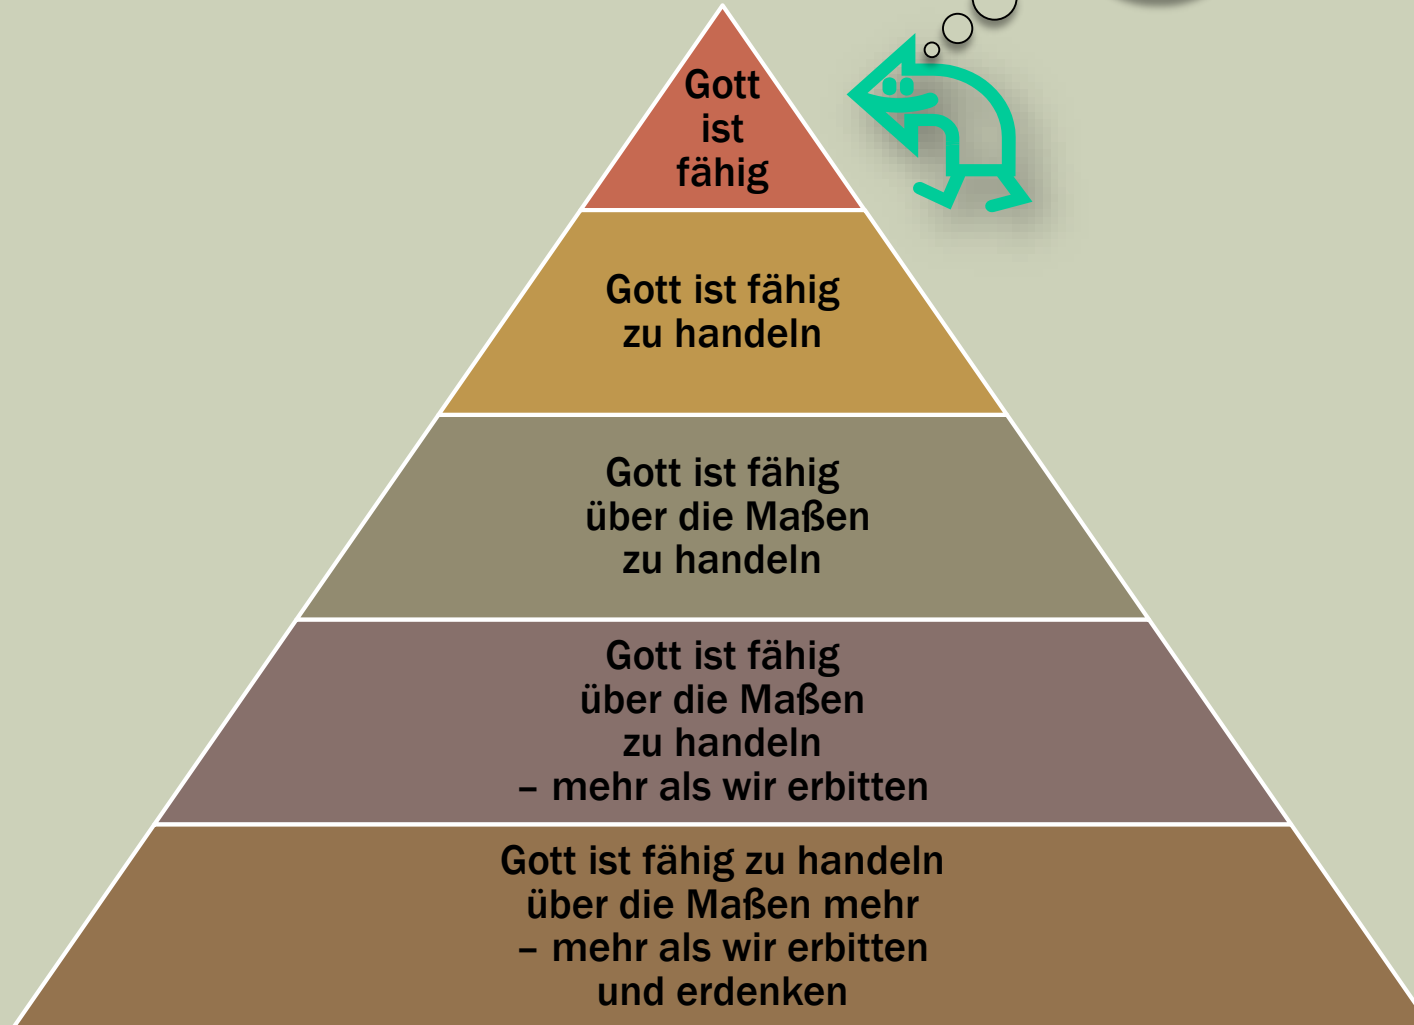 Gott
ist
fähig
Gott ist fähig
zu handeln
Gott ist fähig
über die Maßen
zu handeln
Gott ist fähig
über die Maßen
zu handeln
– mehr als wir erbitten
Gott ist fähig zu handeln
über die Maßen mehr
– mehr als wir erbitten
und erdenken